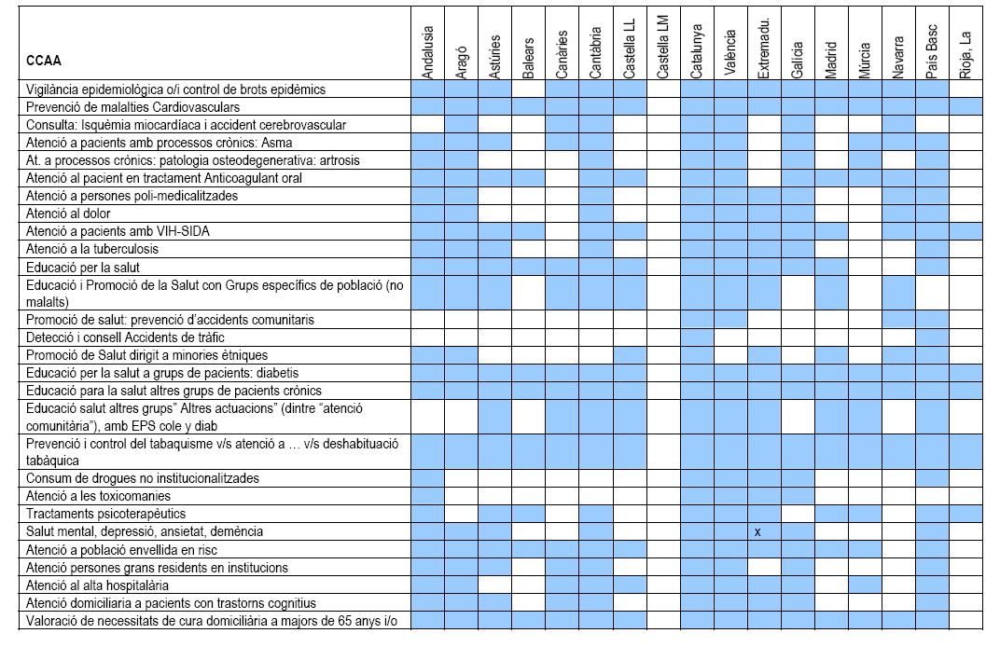 CCAA
Andalusia
Aragó
Astúries
Balears
Canàries
Cantàbria
Castella LL
Castella LM
Catalunya
València
Extremadu.
Galícia
Madrid
Múrcia
Navarra
País Basc
Rioja, La
Vigilància epidemiològica o/i control de brots epidèmics
Prevenció de malalties Cardiovasculars
Consulta: Isquèmia miocardíaca i accident cerebrovascular
Atenció a pacients amb processos crònics: Asma
At. a processos crònics: patologia osteodegenerativa: artrosis
Atenció al pacient en tractament Anticoagulant oral
Atenció a persones poli-medicalitzades
Atenció al dolor
Atenció a pacients amb VIH-SIDA
Atenció a la tuberculosis
Educació per la salut
Educació i Promoció de la Salut con Grups específics de població (no
malalts)
Promoció de salut: prevenció d’accidents comunitaris
Detecció i consell Accidents de tràfic
Promoció de Salut dirigit a minories ètniques
Educació per la salut a grups de pacients: diabetis
Educació para la salut altres grups de pacients crònics
Educació salut altres grups” Altres actuacions” (dintre “atenció
comunitària”), amb EPS cole y diab
Prevenció i control del tabaquisme v/s atenció a … v/s deshabituació
tabàquica
Consum de drogues no institucionalitzades
Atenció a les toxicomanies
Tractaments psicoterapèutics
Salut mental, depressió, ansietat, demència
x
Atenció a població envellida en risc
Atenció persones grans residents en institucions
Atenció al alta hospitalària
Atenció domiciliaria a pacients con trastorns cognitius
Valoració de necessitats de cura domiciliària a majors de 65 anys i/o